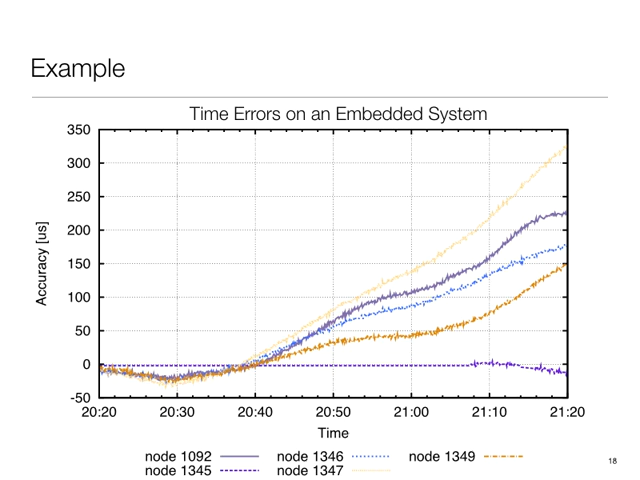 Example
Time Errors on an Embedded System
350
300
250
200
150
100
50
0
-50
Accuracy [us]
20:20 20:30 20:40 20:50 21:00 21:10 21:20
Time
node 1092 node 1346 node 1349
node 1345 node 1347
18